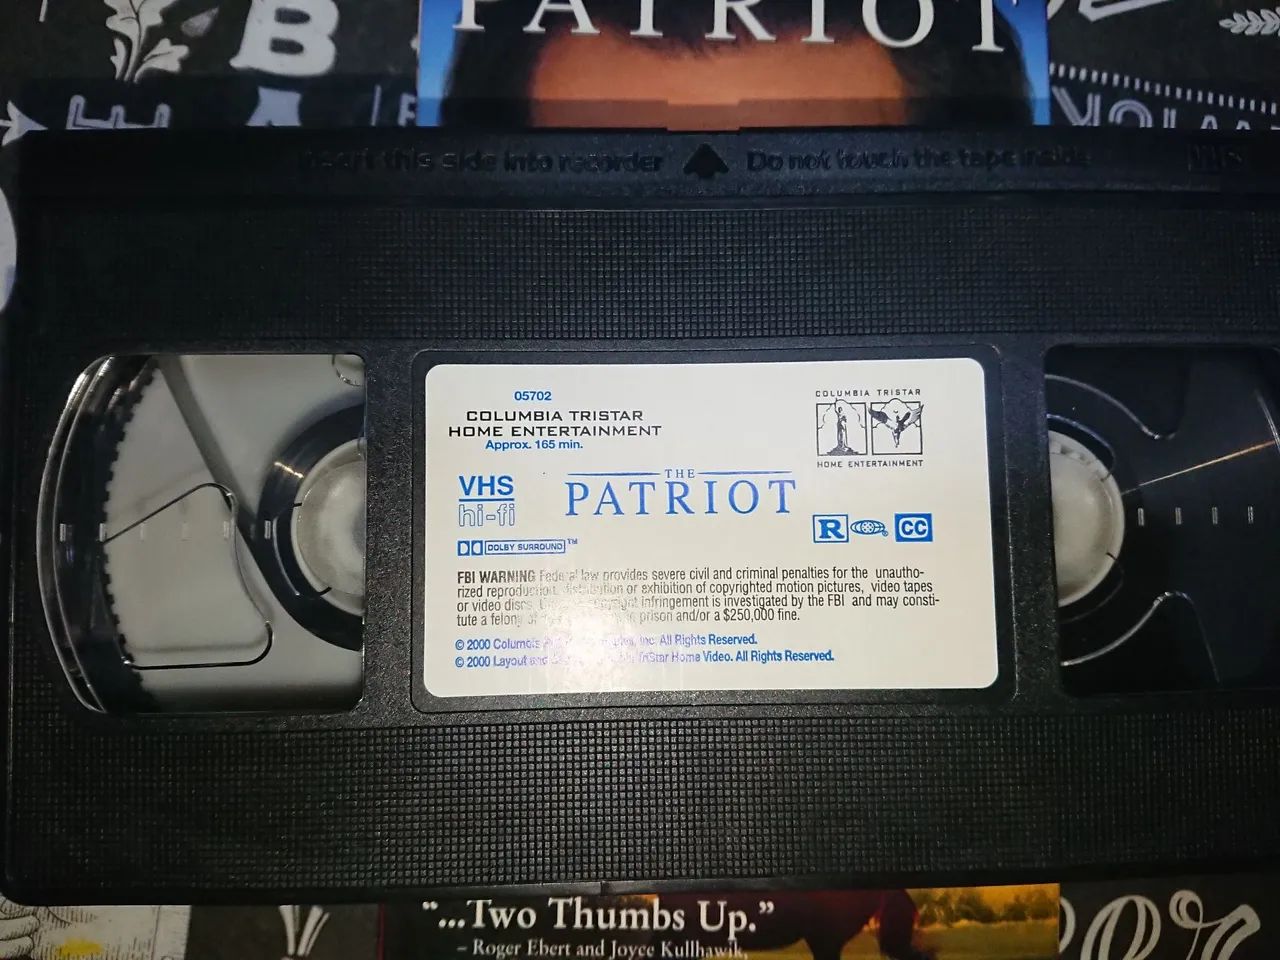 PATRIOT
B
Insert this side into recorder Do not touch the tape inside
VHS
05702
COLUMBIA TRISTAR
HOME ENTERTAINMENT
Approx. 165 min.
COLUMBIA TRISTAR
HOME ENTERTAINMENT
VHS
hi-fi
THE
PATRIOT
DOLBY SURROUND™
R
CC
FBI WARNING Federal law provides severe civil and criminal penalties for the unautho-
rized reproduction, distribution or exhibition of copyrighted motion pictures, video tapes
or video discs. infringement is investigated by the FBI and may consti-
tute a felony prison and/or a $250,000 fine.
© 2000 Inc. All Rights Reserved.
© 2000 Layout and TriStar Home Video. All Rights Reserved.
“...Two Thumbs Up.”
– Roger Ebert and Joyce Kullhawik,